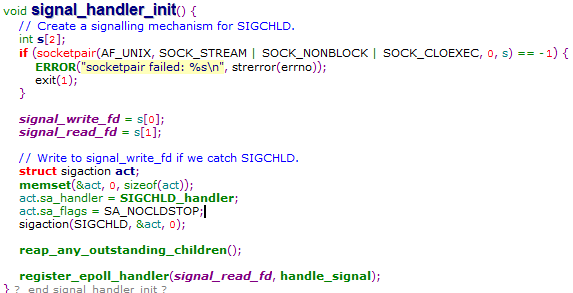 void signal_handler_init() {
// Create a signalling mechanism for SIGCHLD.
int s[2];
if (socketpair(AF_UNIX, SOCK_STREAM | SOCK_NONBLOCK | SOCK_CLOEXEC, 0, s) == -1) {
ERROR("socketpair failed: %s\n", strerror(errno));
exit(1);
}
signal_write_fd = s[0];
signal_read_fd = s[1];
// Write to signal_write_fd if we catch SIGCHLD.
struct sigaction act;
memset(&act, 0, sizeof(act));
act.sa_handler = SIGCHLD_handler;
act.sa_flags = SA_NOCLDSTOP;
sigaction(SIGCHLD, &act, 0);
reap_any_outstanding_children();
register_epoll_handler(signal_read_fd, handle_signal);
} ? end signal_handler_init ?